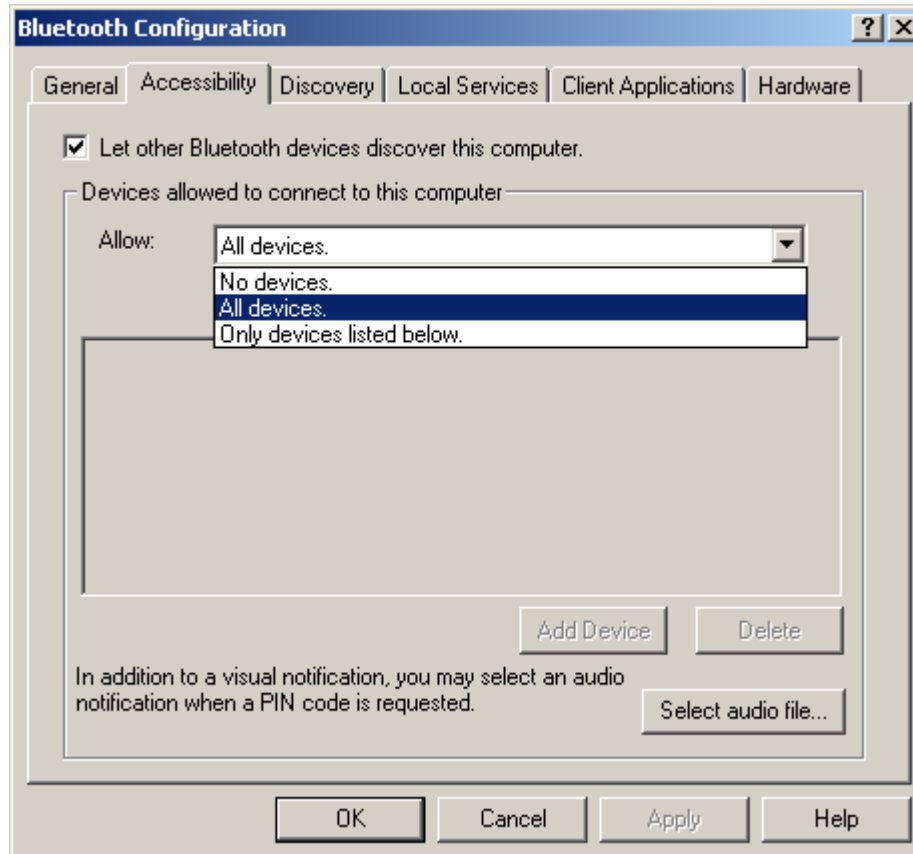 Bluetooth Configuration
General Accessibility Discovery Local Services Client Applications Hardware
Let other Bluetooth devices discover this computer.
Devices allowed to connect to this computer
Allow: All devices.
No devices.
All devices.
Only devices listed below.
Add Device Delete
In addition to a visual notification, you may select an audio
notification when a PIN code is requested.
Select audio file...
OK Cancel Apply Help